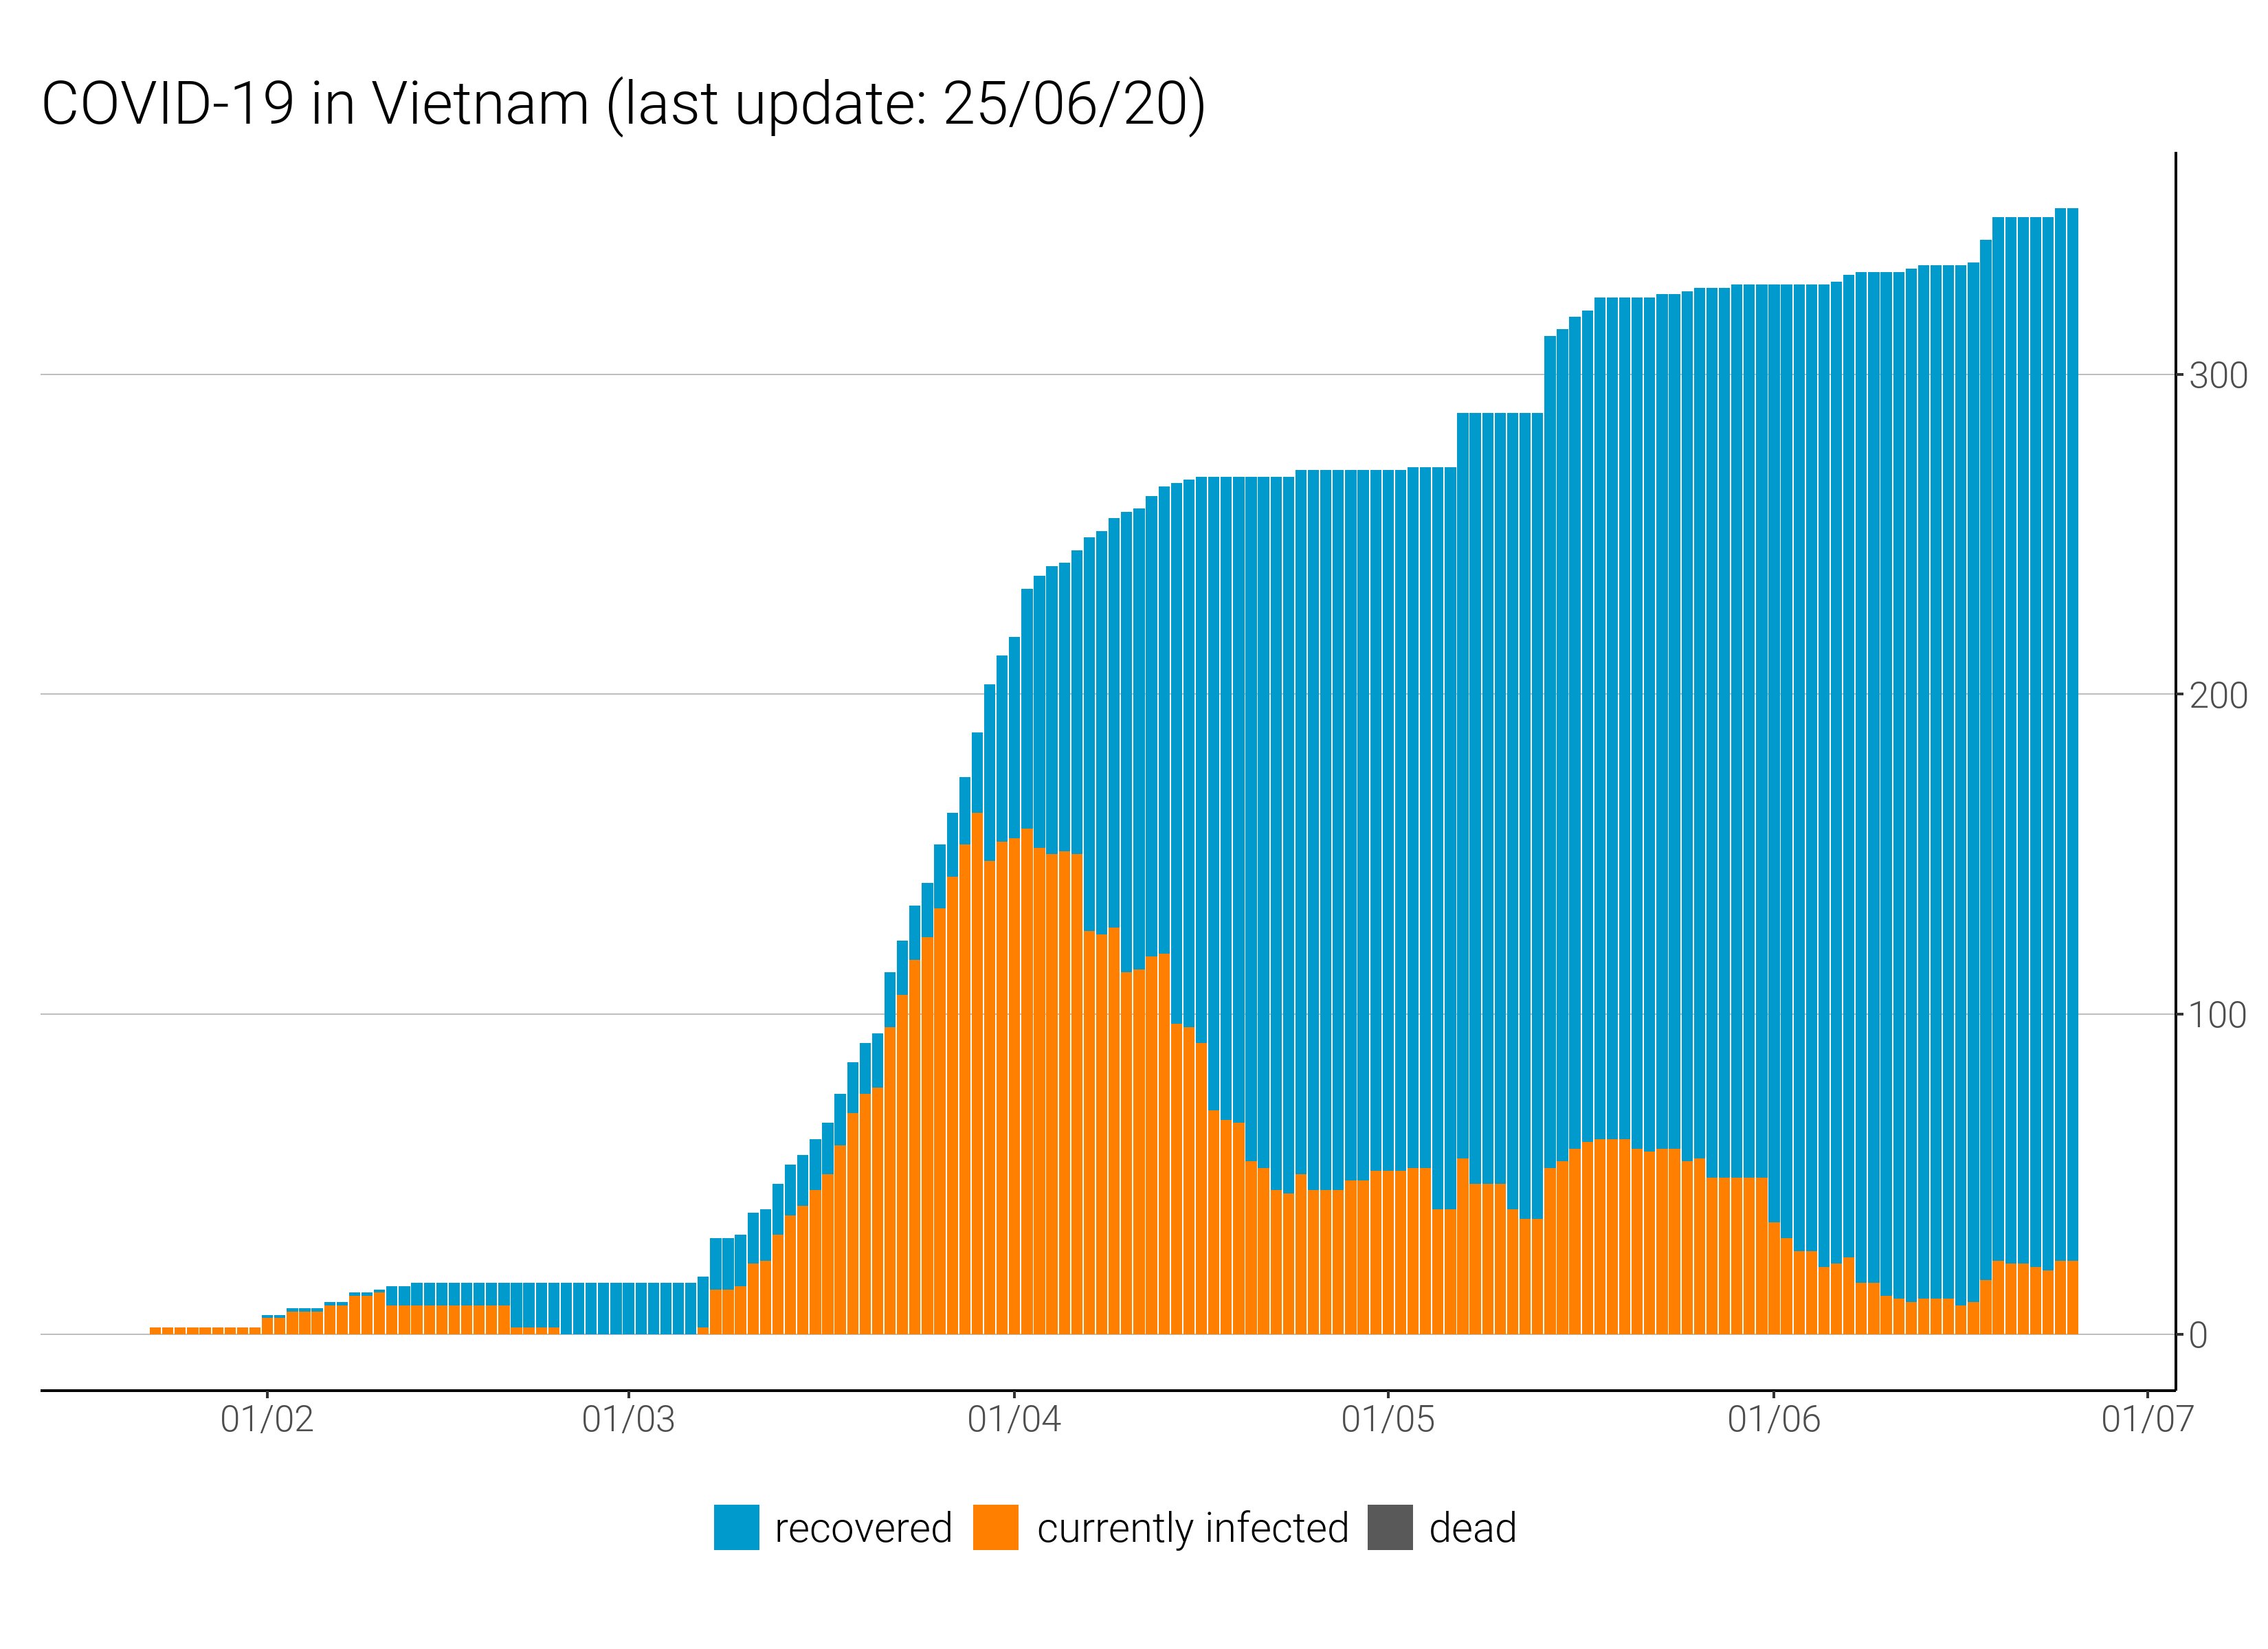 COVID-19 in Vietnam (last update: 25/06/20)
300
200
100
0
01/02 01/03 01/04 01/05 01/06 01/07
recovered currently infected dead